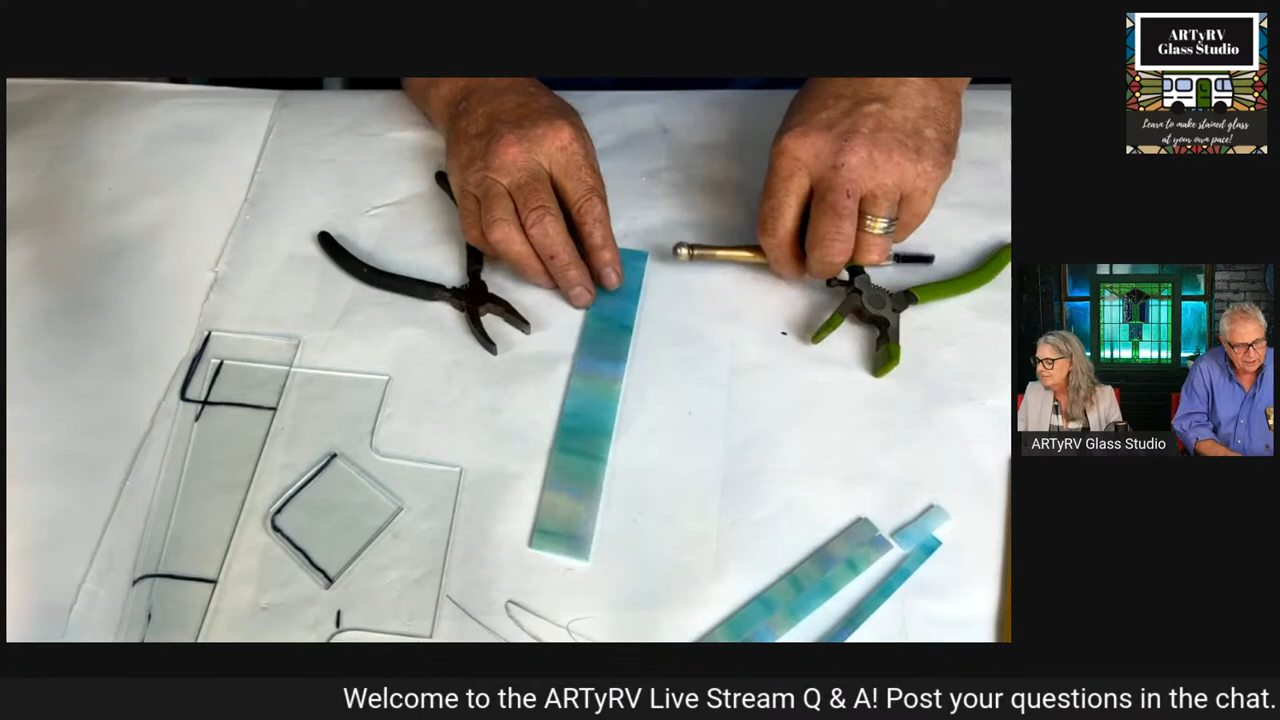 ARTyRV
Glass Studio
Learn to make stained glass
at your own pace!
ARTyRV Glass Studio
Welcome to the ARTyRV Live Stream Q & A! Post your questions in the chat.